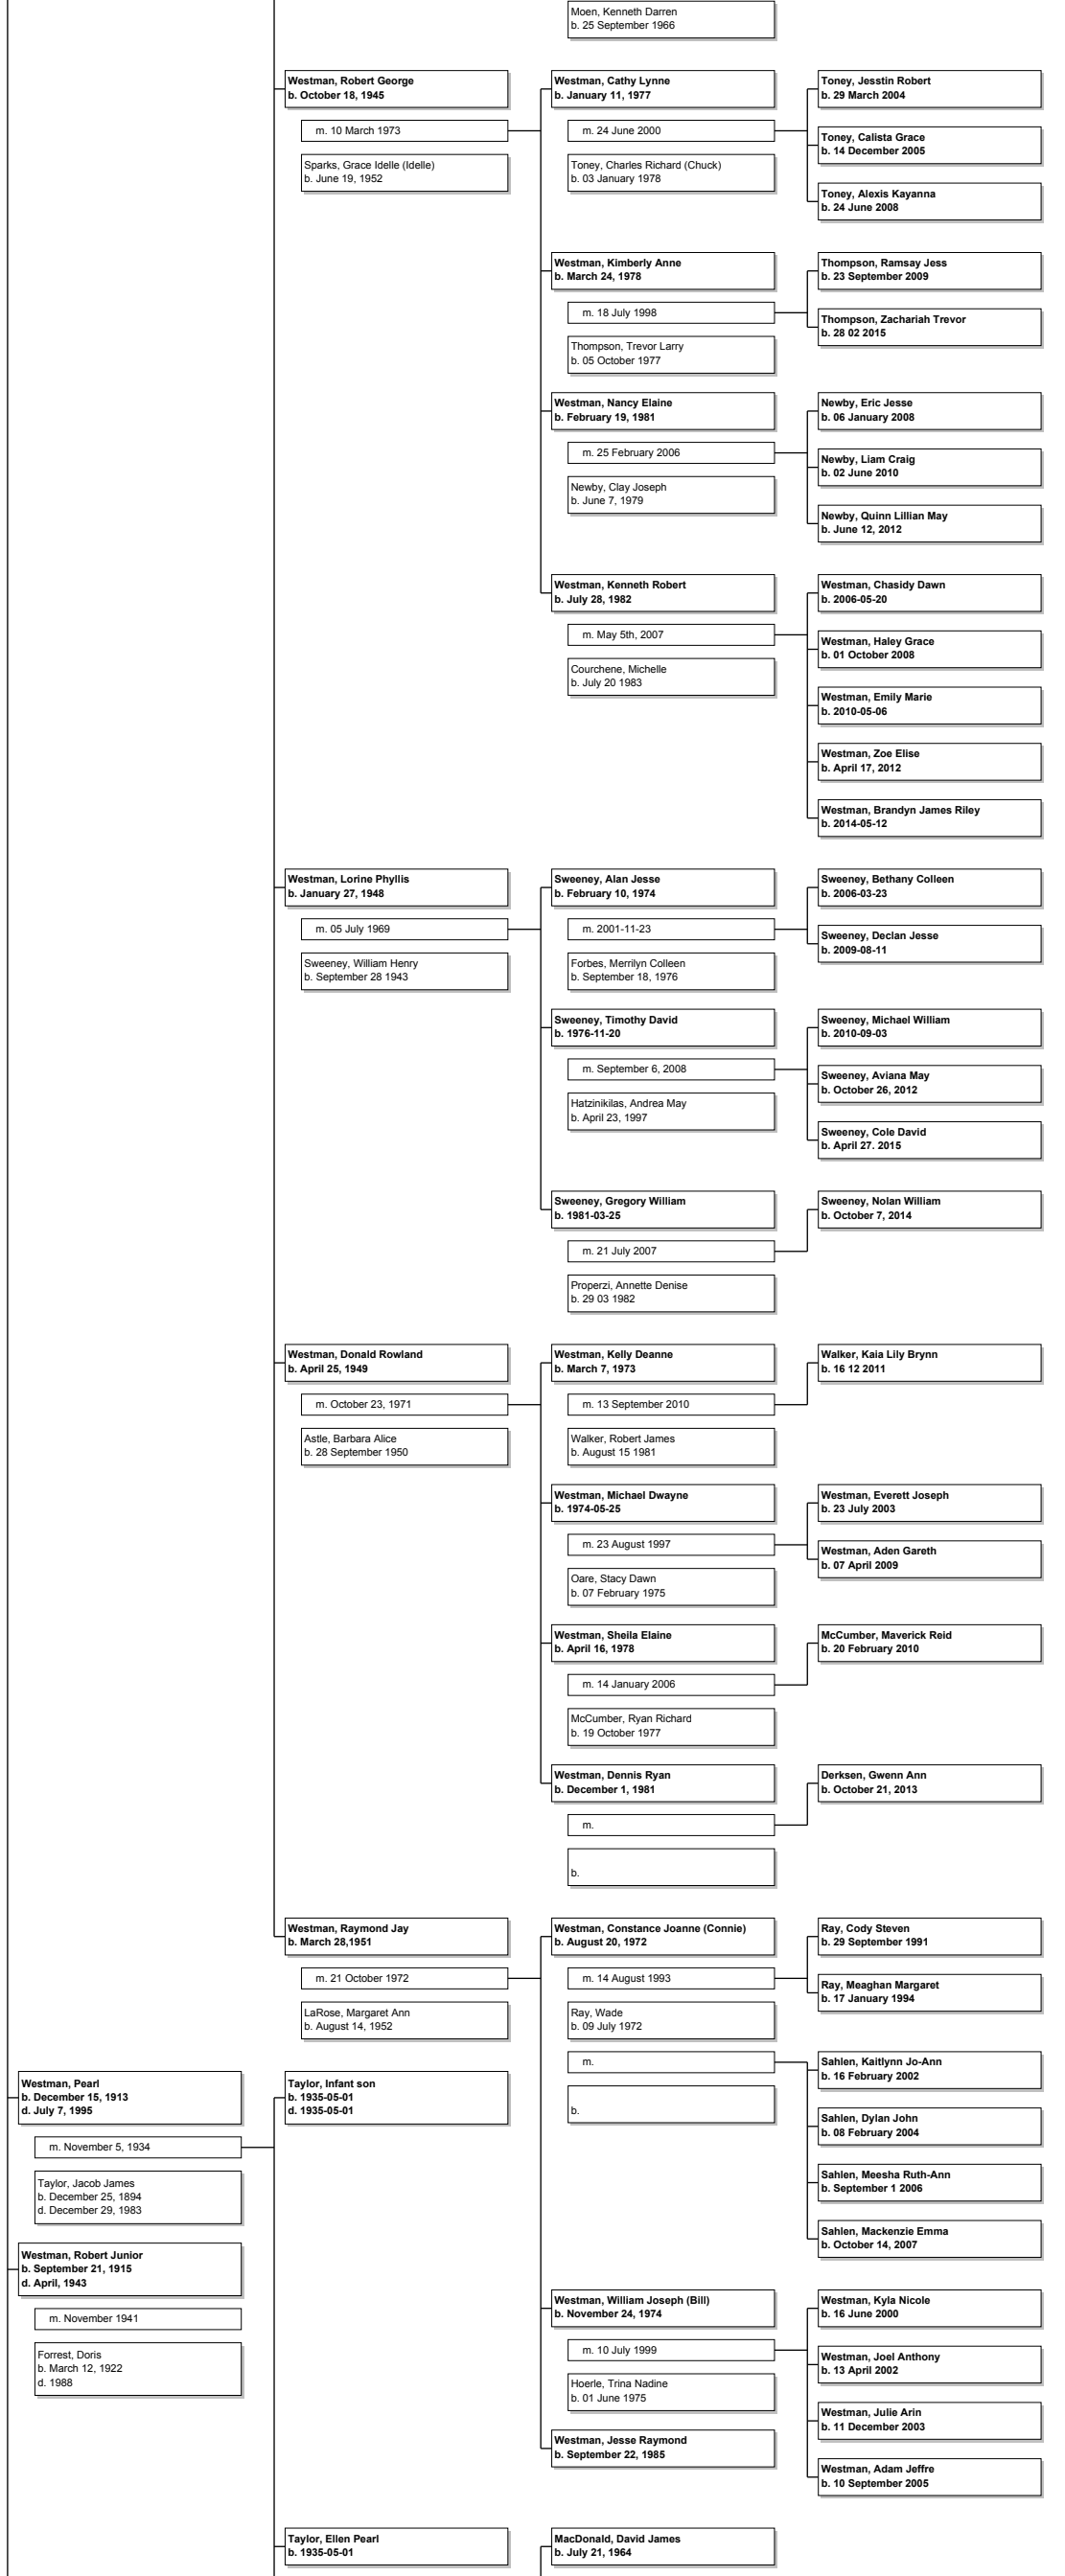 Moen, Kenneth Darren
b. 25 September 1966
Westman, Robert George
b. October 18, 1945
m. 10 March 1973
Sparks, Grace Idelle (Idelle)
b. June 19, 1952
Westman, Cathy Lynne
b. January 11, 1977
m. 24 June 2000
Toney, Charles Richard (Chuck)
b. 03 January 1978
Toney, Jesstin Robert
b. 29 March 2004
Toney, Calista Grace
b. 14 December 2005
Toney, Alexis Kayanna
b. 24 June 2008
Westman, Kimberly Anne
b. March 24, 1978
m. 18 July 1998
Thompson, Trevor Larry
b. 05 October 1977
Thompson, Ramsay Jess
b. 23 September 2009
Thompson, Zachariah Trevor
b. 28 02 2015
Westman, Nancy Elaine
b. February 19, 1981
m. 25 February 2006
Newby, Clay Joseph
b. June 7, 1979
Newby, Eric Jesse
b. 06 January 2008
Newby, Liam Craig
b. 02 June 2010
Newby, Quinn Lillian May
b. June 12, 2012
Westman, Kenneth Robert
b. July 28, 1982
m. May 5th, 2007
Courchene, Michelle
b. July 20 1983
Westman, Chasidy Dawn
b. 2006-05-20
Westman, Haley Grace
b. 01 October 2008
Westman, Emily Marie
b. 2010-05-06
Westman, Zoe Elise
b. April 17, 2012
Westman, Brandyn James Riley
b. 2014-05-12
Westman, Lorine Phyllis
b. January 27, 1948
m. 05 July 1969
Sweeney, William Henry
b. September 28 1943
Sweeney, Alan Jesse
b. February 10, 1974
m. 2001-11-23
Forbes, Merrilyn Colleen
b. September 18, 1976
Sweeney, Bethany Colleen
b. 2006-03-23
Sweeney, Declan Jesse
b. 2009-08-11
Sweeney, Timothy David
b. 1976-11-20
m. September 6, 2008
Hatzinikilas, Andrea May
b. April 23, 1997
Sweeney, Michael William
b. 2010-09-03
Sweeney, Aviana May
b. October 26, 2012
Sweeney, Cole David
b. April 27. 2015
Sweeney, Gregory William
b. 1981-03-25
m. 21 July 2007
Properzi, Annette Denise
b. 29 03 1982
Sweeney, Nolan William
b. October 7, 2014
Westman, Donald Rowland
b. April 25, 1949
m. October 23, 1971
Astle, Barbara Alice
b. 28 September 1950
Westman, Kelly Deanne
b. March 7, 1973
m. 13 September 2010
Walker, Robert James
b. August 15 1981
Walker, Kaia Lily Brynn
b. 16 12 2011
Westman, Michael Dwayne
b. 1974-05-25
m. 23 August 1997
Oare, Stacy Dawn
b. 07 February 1975
Westman, Everett Joseph
b. 23 July 2003
Westman, Aden Gareth
b. 07 April 2009
Westman, Sheila Elaine
b. April 16, 1978
m. 14 January 2006
McCumber, Ryan Richard
b. 19 October 1977
McCumber, Maverick Reid
b. 20 February 2010
Westman, Dennis Ryan
b. December 1, 1981
m.
b.
Derksen, Gwenn Ann
b. October 21, 2013
Westman, Raymond Jay
b. March 28,1951
m. 21 October 1972
LaRose, Margaret Ann
b. August 14, 1952
Westman, Constance Joanne (Connie)
b. August 20, 1972
m. 14 August 1993
Ray, Wade
b. 09 July 1972
Ray, Cody Steven
b. 29 September 1991
Ray, Meaghan Margaret
b. 17 January 1994
m.
b.
Sahlen, Kaitlynn Jo-Ann
b. 16 February 2002
Sahlen, Dylan John
b. 08 February 2004
Sahlen, Meesha Ruth-Ann
b. September 1 2006
Sahlen, Mackenzie Emma
b. October 14, 2007
Westman, Pearl
b. December 15, 1913
d. July 7, 1995
m. November 5, 1934
Taylor, Jacob James
b. December 25, 1894
d. December 29, 1983
Taylor, Infant son
b. 1935-05-01
d. 1935-05-01
Westman, Robert Junior
b. September 21, 1915
d. April, 1943
m. November 1941
Forrest, Doris
b. March 12, 1922
d. 1988
Westman, William Joseph (Bill)
b. November 24, 1974
m. 10 July 1999
Hoerle, Trina Nadine
b. 01 June 1975
Westman, Kyla Nicole
b. 16 June 2000
Westman, Joel Anthony
b. 13 April 2002
Westman, Julie Arin
b. 11 December 2003
Westman, Adam Jeffre
b. 10 September 2005
Westman, Jesse Raymond
b. September 22, 1985
Taylor, Ellen Pearl
b. 1935-05-01
MacDonald, David James
b. July 21, 1964